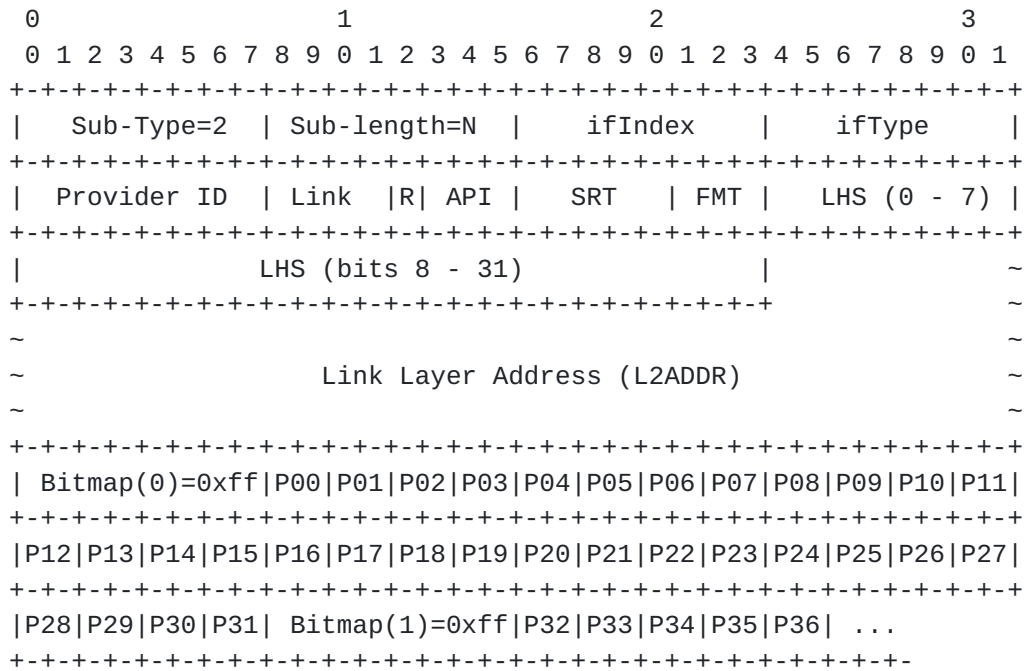 0                   1                   2                   3
 0 1 2 3 4 5 6 7 8 9 0 1 2 3 4 5 6 7 8 9 0 1 2 3 4 5 6 7 8 9 0 1
+-+-+-+-+-+-+-+-+-+-+-+-+-+-+-+-+-+-+-+-+-+-+-+-+-+-+-+-+-+-+-+-+
|   Sub-Type=2  | Sub-length=N  |    ifIndex    |    ifType     |
+-+-+-+-+-+-+-+-+-+-+-+-+-+-+-+-+-+-+-+-+-+-+-+-+-+-+-+-+-+-+-+-+
|  Provider ID  | Link  |R| API |   SRT   | FMT |   LHS (0 - 7) |
+-+-+-+-+-+-+-+-+-+-+-+-+-+-+-+-+-+-+-+-+-+-+-+-+-+-+-+-+-+-+-+-+
|               LHS (bits 8 - 31)               |               ~
+-+-+-+-+-+-+-+-+-+-+-+-+-+-+-+-+-+-+-+-+-+-+-+-+               ~
~                                                               ~
~                   Link Layer Address (L2ADDR)                 ~
~                                                               ~
+-+-+-+-+-+-+-+-+-+-+-+-+-+-+-+-+-+-+-+-+-+-+-+-+-+-+-+-+-+-+-+-+
| Bitmap(0)=0xff|P00|P01|P02|P03|P04|P05|P06|P07|P08|P09|P10|P11|
+-+-+-+-+-+-+-+-+-+-+-+-+-+-+-+-+-+-+-+-+-+-+-+-+-+-+-+-+-+-+-+-+
|P12|P13|P14|P15|P16|P17|P18|P19|P20|P21|P22|P23|P24|P25|P26|P27|
+-+-+-+-+-+-+-+-+-+-+-+-+-+-+-+-+-+-+-+-+-+-+-+-+-+-+-+-+-+-+-+-+
|P28|P29|P30|P31| Bitmap(1)=0xff|P32|P33|P34|P35|P36| ...
+-+-+-+-+-+-+-+-+-+-+-+-+-+-+-+-+-+-+-+-+-+-+-+-+-+-+-+-+-